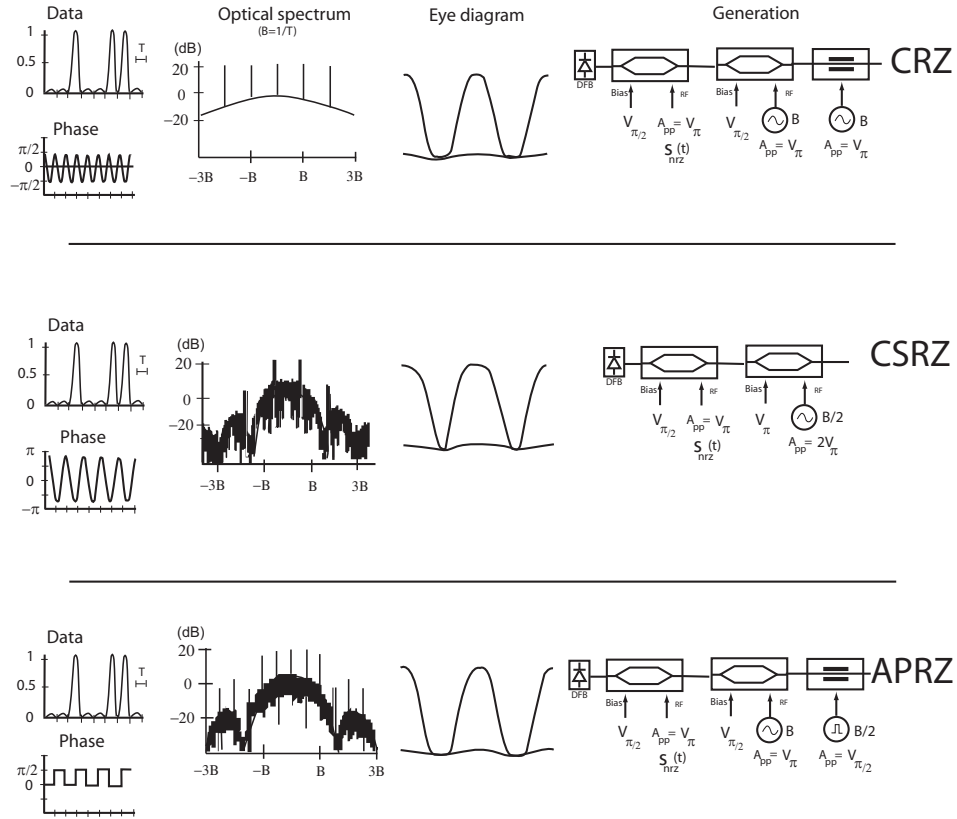 Data
Optical spectrum
(B=1/T)
Eye diagram
Generation
1
0.5
0
T
(dB)
20
0
−20
−3B −B B 3B
Phase
π/2
0
−π/2
DFB
Bias RF Bias RF
V π/2 A pp = V π V π/2 B B
S nrz (t) A pp = V π A pp = V π
CRZ
Data
1
0.5
0
T
(dB)
20
0
−20
−3B −B B 3B
Phase
π
0
−π
DFB
Bias RF Bias RF
V π/2 A pp = V π V π B/2
S nrz (t) A pp = 2V π
CSRZ
Data
1
0.5
0
T
(dB)
20
0
−20
−3B −B B 3B
Phase
π/2
0
DFB
Bias RF Bias RF
V π/2 A pp = V π V π/2 B B/2
S nrz (t) A pp = V π A pp = V π/2
APRZ